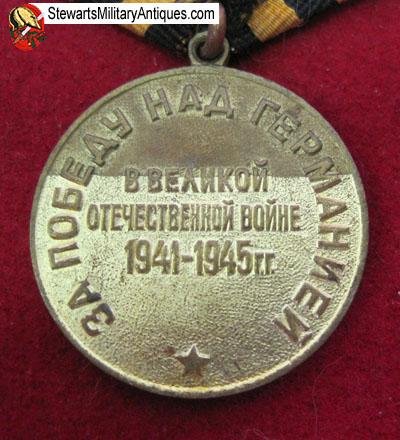 StewartsMilitaryAntiques.com
ЗА ПОБЕДУ НАД ГЕРМАНИЕЙ
В ВЕЛИКОЙ
ОТЕЧЕСТВЕННОЙ ВОЙНЕ
1941-1945 ГГ.